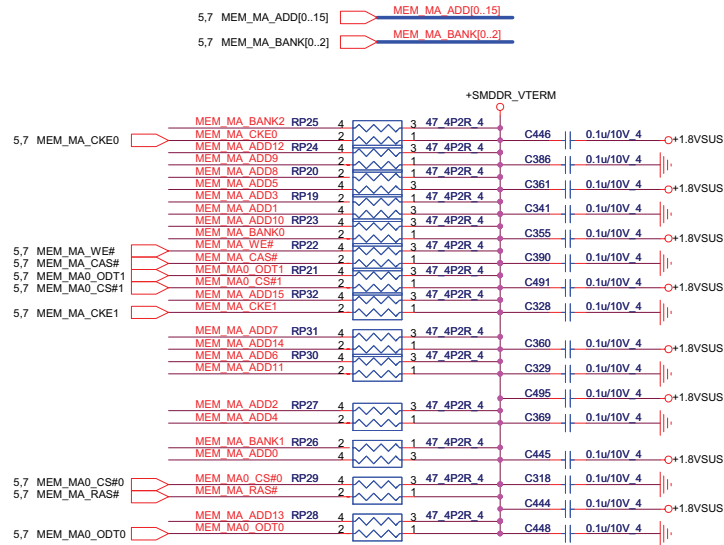 5,7 MEM_MA_ADD[0..15] MEM_MA_ADD[0..15]
5,7 MEM_MA_BANK[0..2] MEM_MA_BANK[0..2]
+SMDDR_VTERM
MEM_MA_BANK2 RP25 4 3 47_4P2R_4
5,7 MEM_MA_CKE0 MEM_MA_CKE0 2 1 C446 0.1u/10V_4 +1.8VSUS
MEM_MA_ADD12 RP24 4 3 47_4P2R_4
MEM_MA_ADD9 2 1 C386 0.1u/10V_4
MEM_MA_ADD8 RP20 2 1 47_4P2R_4
MEM_MA_ADD5 4 3 C361 0.1u/10V_4 +1.8VSUS
MEM_MA_ADD3 RP19 2 1 47_4P2R_4
MEM_MA_ADD1 4 3 C341 0.1u/10V_4
MEM_MA_ADD10 RP23 4 3 47_4P2R_4
MEM_MA_BANK0 2 1 C355 0.1u/10V_4 +1.8VSUS
5,7 MEM_MA_WE# MEM_MA_WE# RP22 4 3 47_4P2R_4
5,7 MEM_MA_CAS# MEM_MA_CAS# 2 1 C390 0.1u/10V_4
5,7 MEM_MA0_ODT1 MEM_MA0_ODT1 RP21 4 3 47_4P2R_4
5,7 MEM_MA0_CS#1 MEM_MA0_CS#1 2 1 C491 0.1u/10V_4 +1.8VSUS
MEM_MA_ADD15 RP32 4 3 47_4P2R_4
5,7 MEM_MA_CKE1 MEM_MA_CKE1 2 1 C328 0.1u/10V_4
MEM_MA_ADD7 RP31 4 3 47_4P2R_4
MEM_MA_ADD14 2 1 C360 0.1u/10V_4 +1.8VSUS
MEM_MA_ADD6 RP30 4 3 47_4P2R_4
MEM_MA_ADD11 2 1 C329 0.1u/10V_4
C495 0.1u/10V_4 +1.8VSUS
MEM_MA_ADD2 RP27 4 3 47_4P2R_4
MEM_MA_ADD4 2 1 C369 0.1u/10V_4
MEM_MA_BANK1 RP26 2 1 47_4P2R_4
MEM_MA_ADD0 4 3 C445 0.1u/10V_4 +1.8VSUS
5,7 MEM_MA0_CS#0 MEM_MA0_CS#0 RP29 4 3 47_4P2R_4 C318 0.1u/10V_4
5,7 MEM_MA_RAS# MEM_MA_RAS# 2 1
C444 0.1u/10V_4 +1.8VSUS
MEM_MA_ADD13 RP28 4 3 47_4P2R_4
5,7 MEM_MA0_ODT0 MEM_MA0_ODT0 2 1 C448 0.1u/10V_4